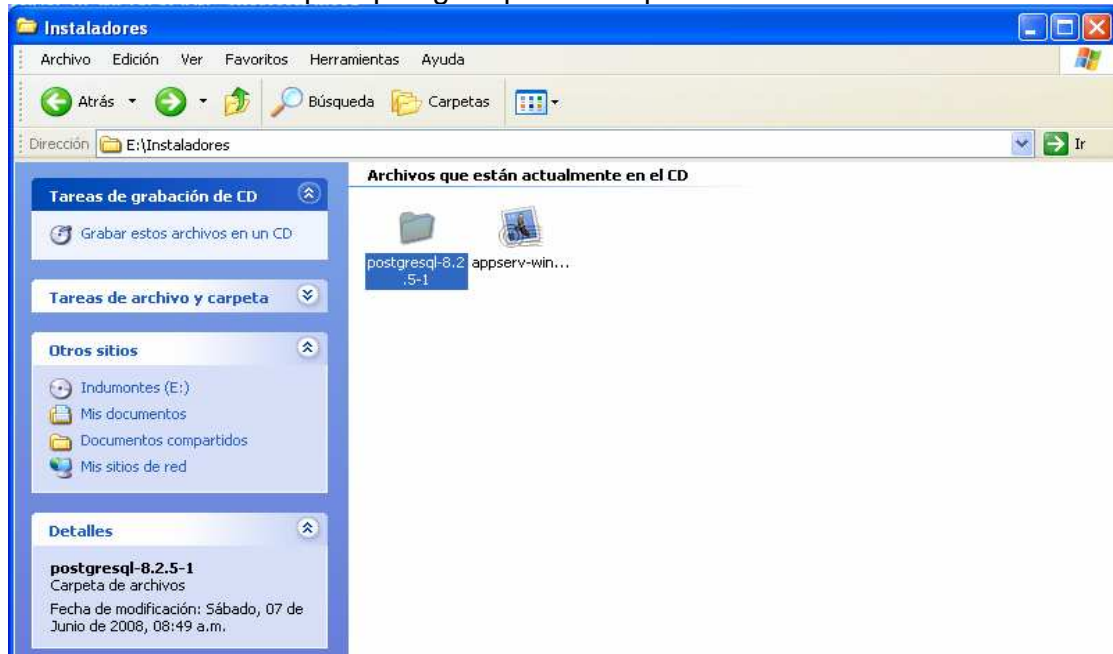 Instaladores
Archivo Edición Ver Favoritos Herramientas Ayuda
Atrás Búsqueda Carpetas
Dirección E:\Instaladores Ir
Archivos que están actualmente en el CD
Tareas de grabación de CD
Grabar estos archivos en un CD
Tareas de archivo y carpeta
Otros sitios
Indumontes (E:)
Mis documentos
Documentos compartidos
Mis sitios de red
Detalles
postgresql-8.2.5-1
Carpeta de archivos
Fecha de modificación: Sábado, 07 de
Junio de 2008, 08:49 a.m.
postgresql-8.2
.5-1
appserv-win...